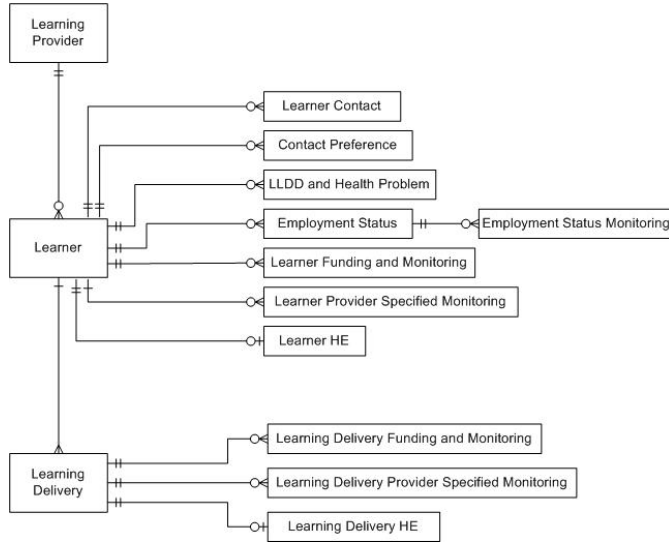 Learning
Provider
Learner Contact
Contact Preference
LLDD and Health Problem
Employment Status
Employment Status Monitoring
Learner
Learner Funding and Monitoring
Learner Provider Specified Monitoring
Learner HE
Learning Delivery Funding and Monitoring
Learning
Delivery
Learning Delivery Provider Specified Monitoring
Learning Delivery HE